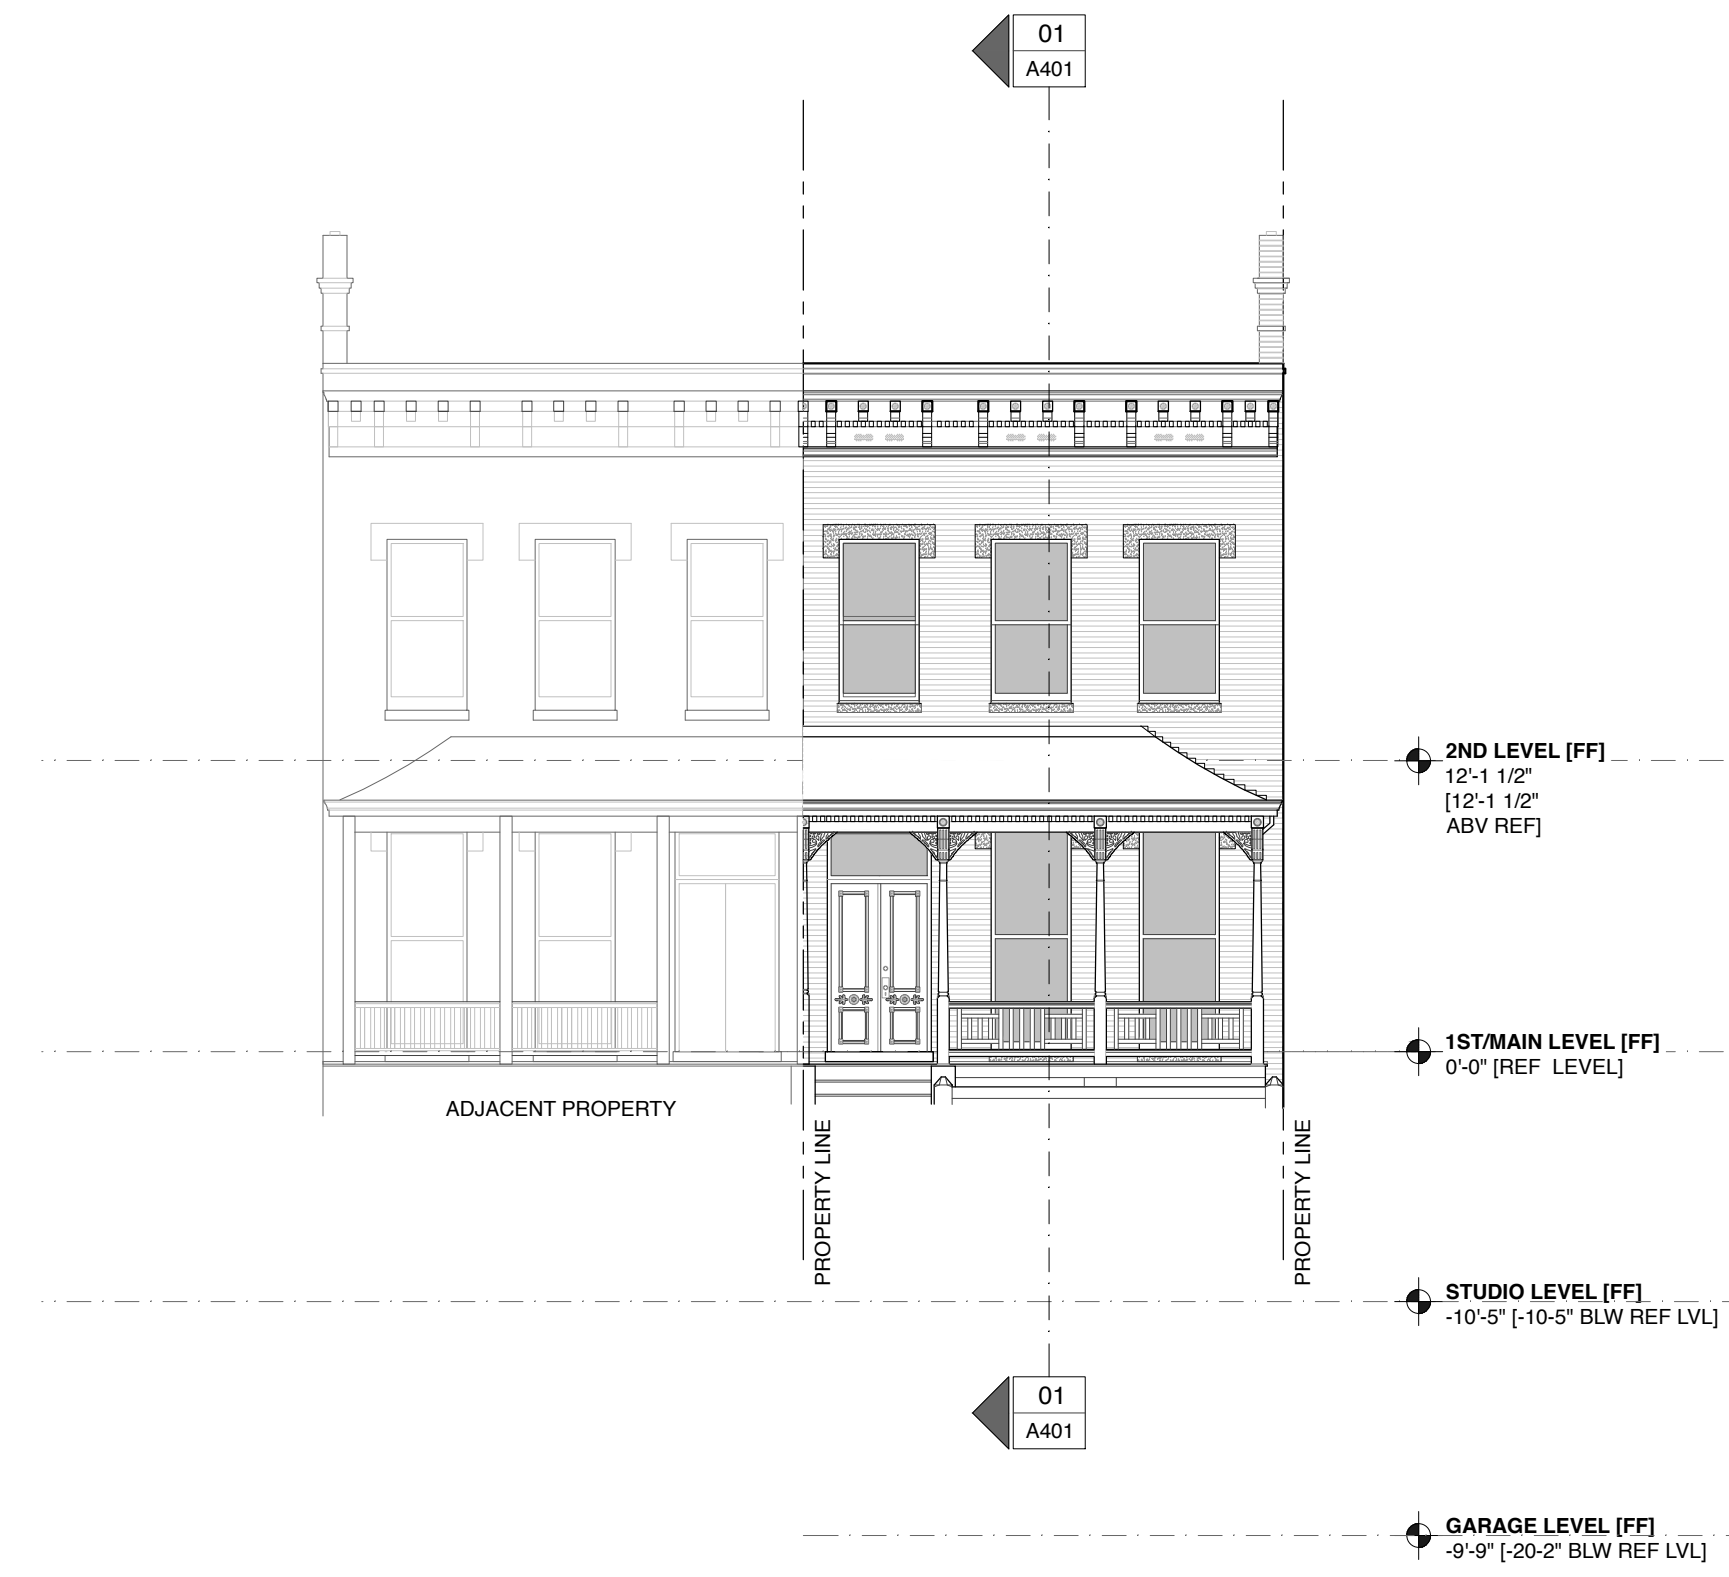 01
A401
2ND LEVEL [FF]
12'-1 1/2"
[12'-1 1/2"
ABV REF]
1ST/MAIN LEVEL [FF]
0'-0" [REF LEVEL]
ADJACENT PROPERTY
PROPERTY LINE
PROPERTY LINE
STUDIO LEVEL [FF]
-10'-5" [-10-5" BLW REF LVL]
01
A401
GARAGE LEVEL [FF]
-9'-9" [-20-2" BLW REF LVL]